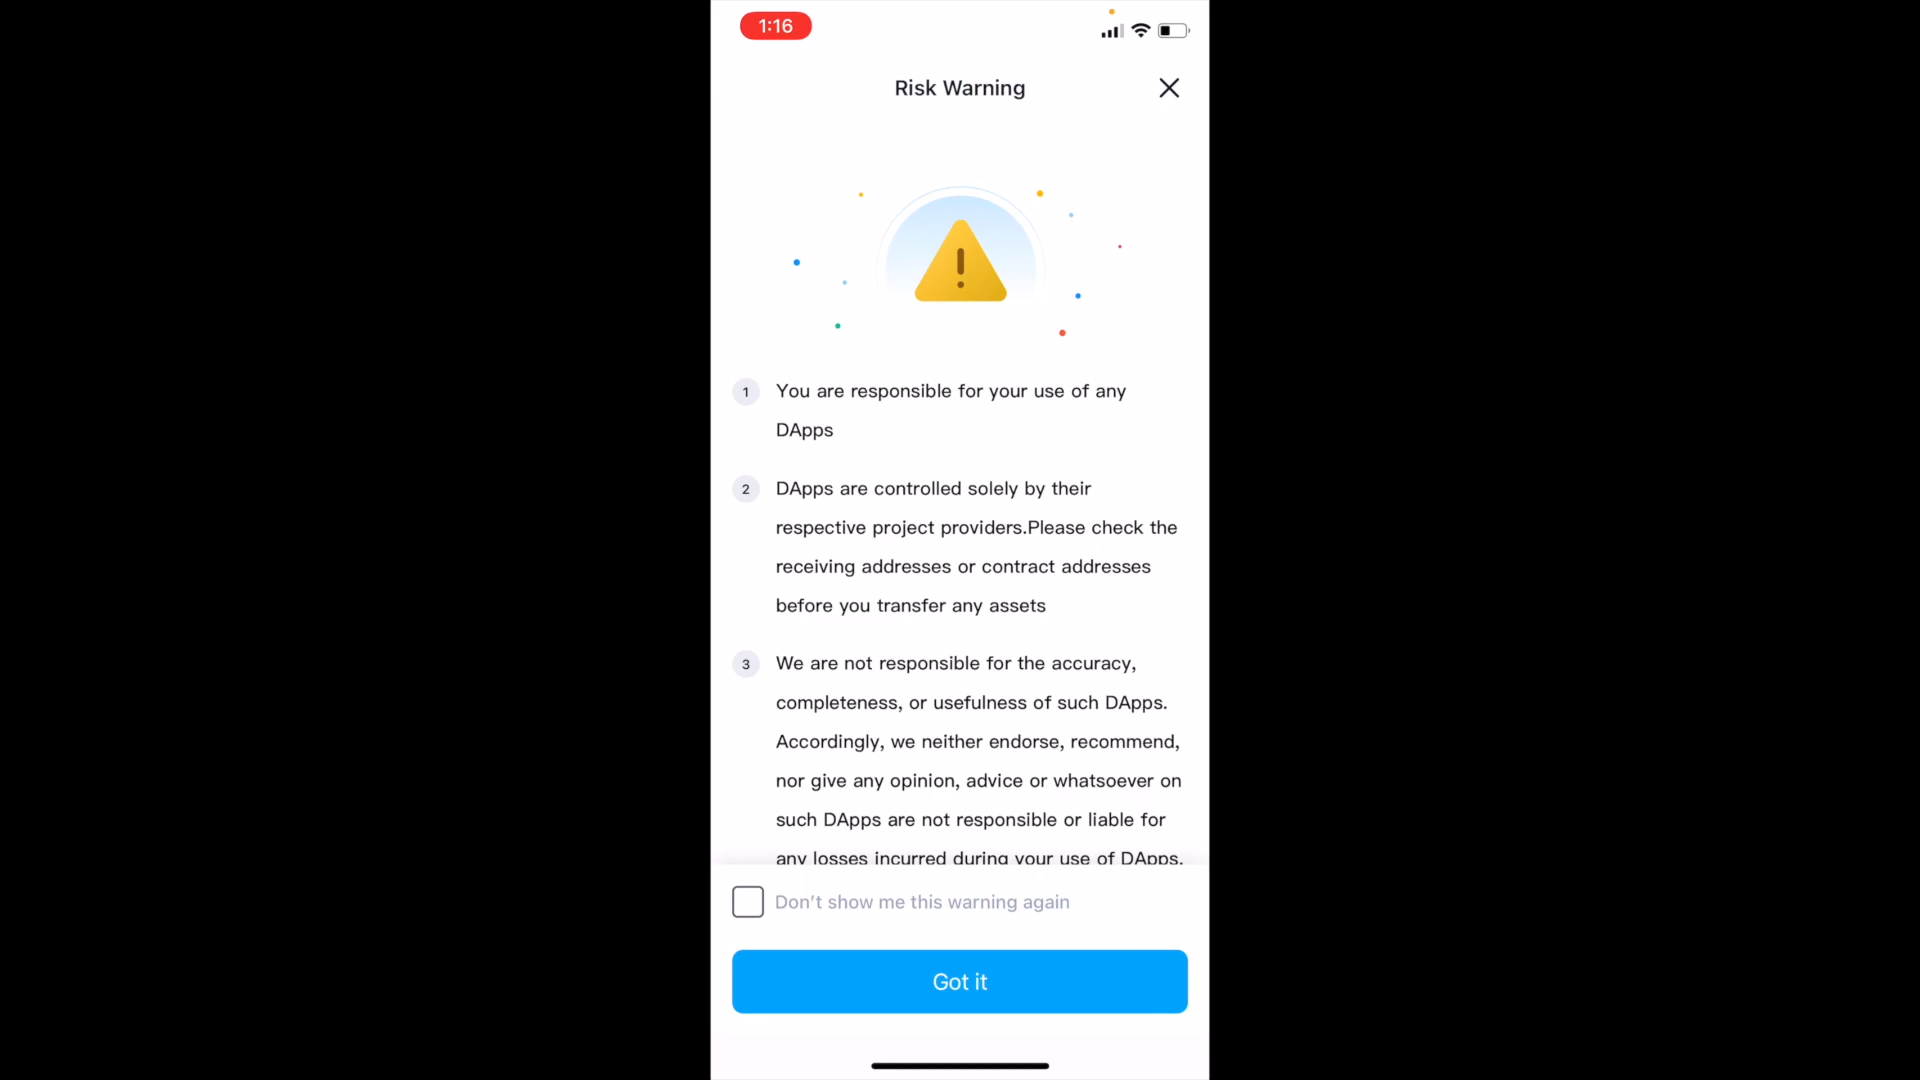 1:16
Risk Warning
1 You are responsible for your use of any
DApps
2 DApps are controlled solely by their
respective project providers.Please check the
receiving addresses or contract addresses
before you transfer any assets
3 We are not responsible for the accuracy,
completeness, or usefulness of such DApps.
Accordingly, we neither endorse, recommend,
nor give any opinion, advice or whatsoever on
such DApps are not responsible or liable for
any losses incurred during your use of DApps.
Don't show me this warning again
Got it